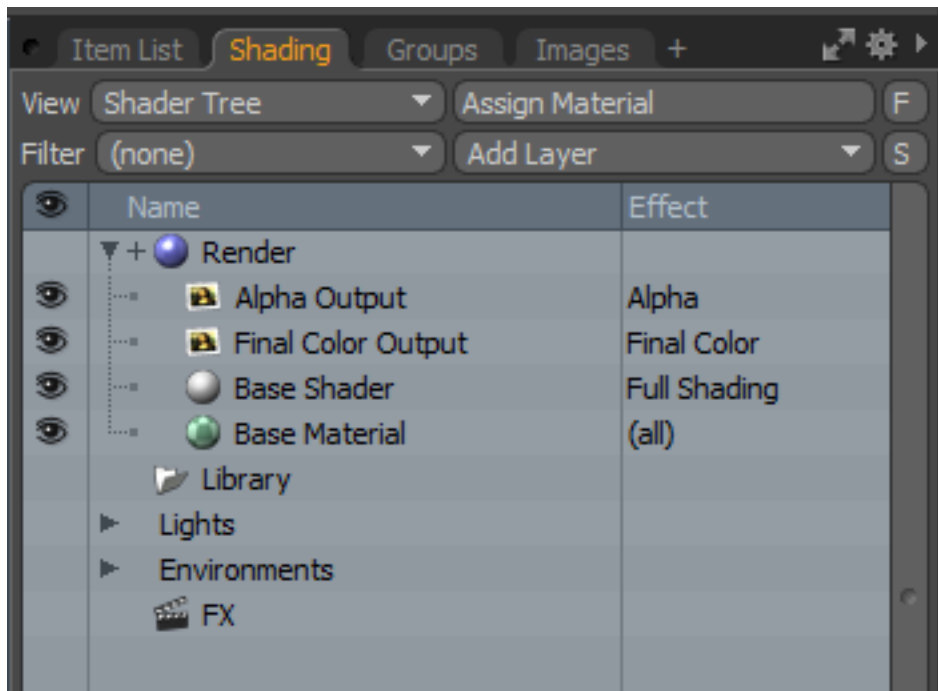 Item List Shading Groups Images +
View Shader Tree Assign Material F
Filter (none) Add Layer S
Name Effect
+ Render
Alpha Output Alpha
Final Color Output Final Color
Base Shader Full Shading
Base Material (all)
Library
Lights
Environments
FX